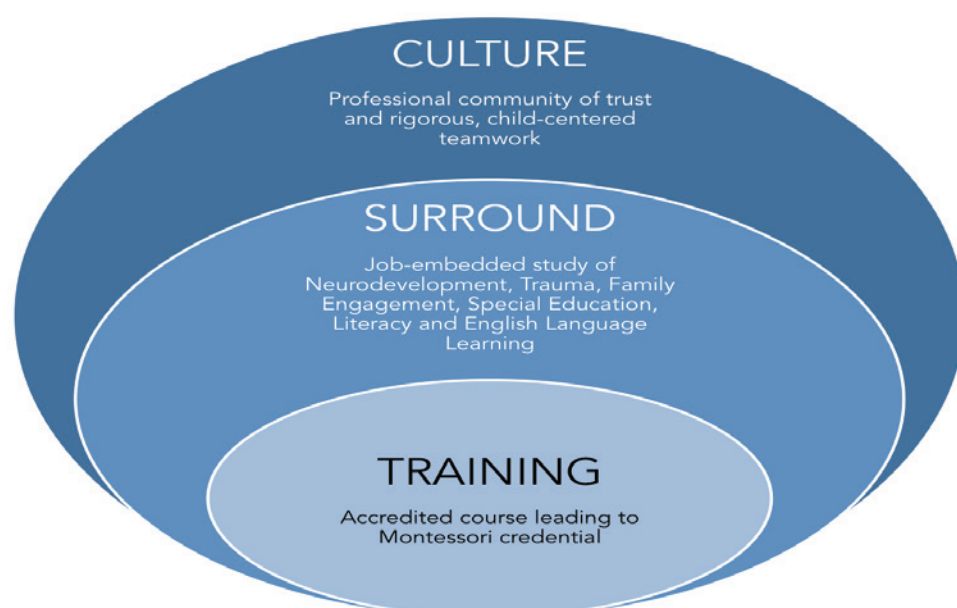 CULTURE
Professional community of trust
and rigorous, child-centered
teamwork
SURROUND
Job-embedded study of
Neurodevelopment, Trauma, Family
Engagement, Special Education,
Literacy and English Language
Learning
TRAINING
Accredited course leading to
Montessori credential